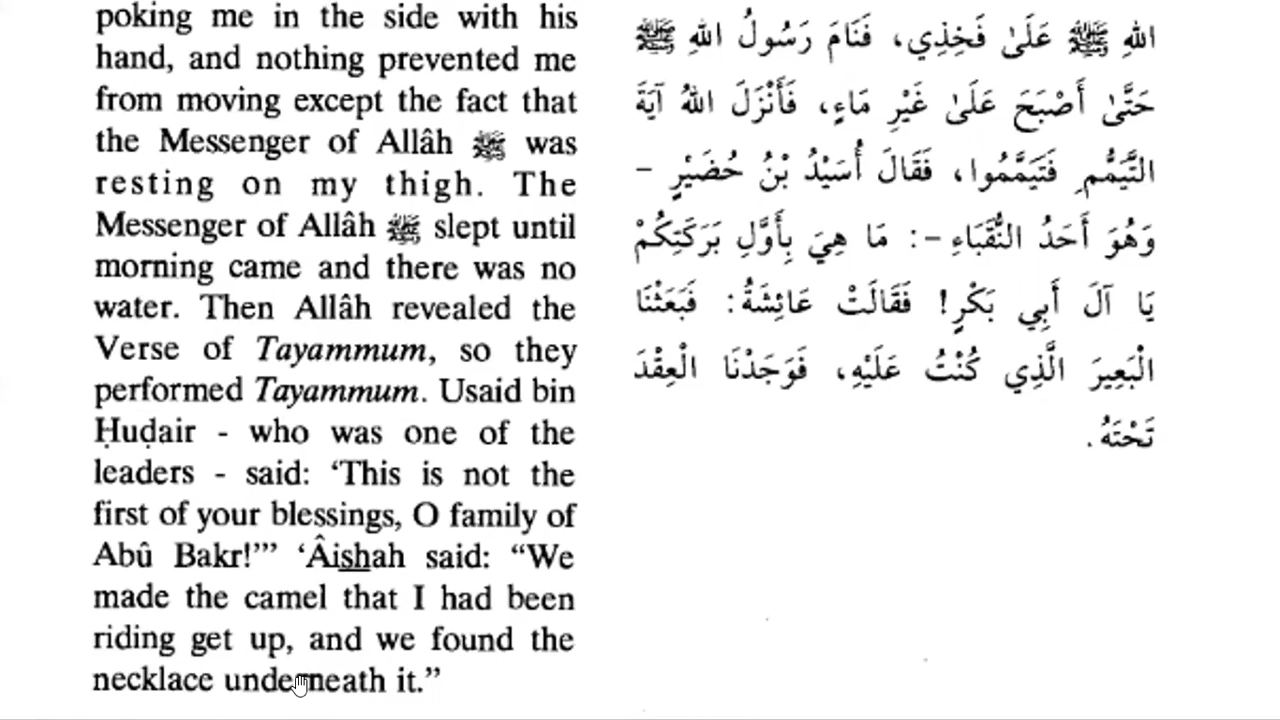 poking me in the side with his
hand, and nothing prevented me
from moving except the fact that
the Messenger of Allâh ﷺ was
resting on my thigh. The
Messenger of Allâh ﷺ slept until
morning came and there was no
water. Then Allâh revealed the
Verse of Tayammum, so they
performed Tayammum. Usaid bin
Ḥuḍair - who was one of the
leaders - said: ‘This is not the
first of your blessings, O family of
Abû Bakr!’” ‘Âishah said: “We
made the camel that I had been
riding get up, and we found the
necklace underneath it.”
اللهِ ﷺ عَلَىٰ فَخِذِي، فَنَامَ رَسُولُ اللهِ ﷺ
حَتَّىٰ أَصْبَحَ عَلَىٰ غَيْرِ مَاءٍ، فَأَنْزَلَ اللهُ آيَةَ
التَّيَمُّمِ فَتَيَمَّمُوا، فَقَالَ أُسَيْدُ بْنُ حُضَيْرٍ -
وَهُوَ أَحَدُ النُّقَبَاءِ -: مَا هِيَ بِأَوَّلِ بَرَكَتِكُمْ
يَا آلَ أَبِي بَكْرٍ! فَقَالَتْ عَائِشَةُ: فَبَعَثْنَا
الْبَعِيرَ الَّذِي كُنْتُ عَلَيْهِ، فَوَجَدْنَا الْعِقْدَ
تَحْتَهُ.